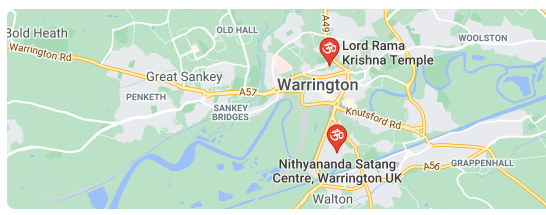 A49
OLD HALL
Bold Heath
Warrington Rd
Lord Rama
Krishna Temple
WOOLSTON
Great Sankey
Warrington
PENKETH
A57
SANKEY
BRIDGES
Knutsford Rd
Nithyananda Satang
Centre, Warrington UK
A56
GRAPPENHALL
Walton